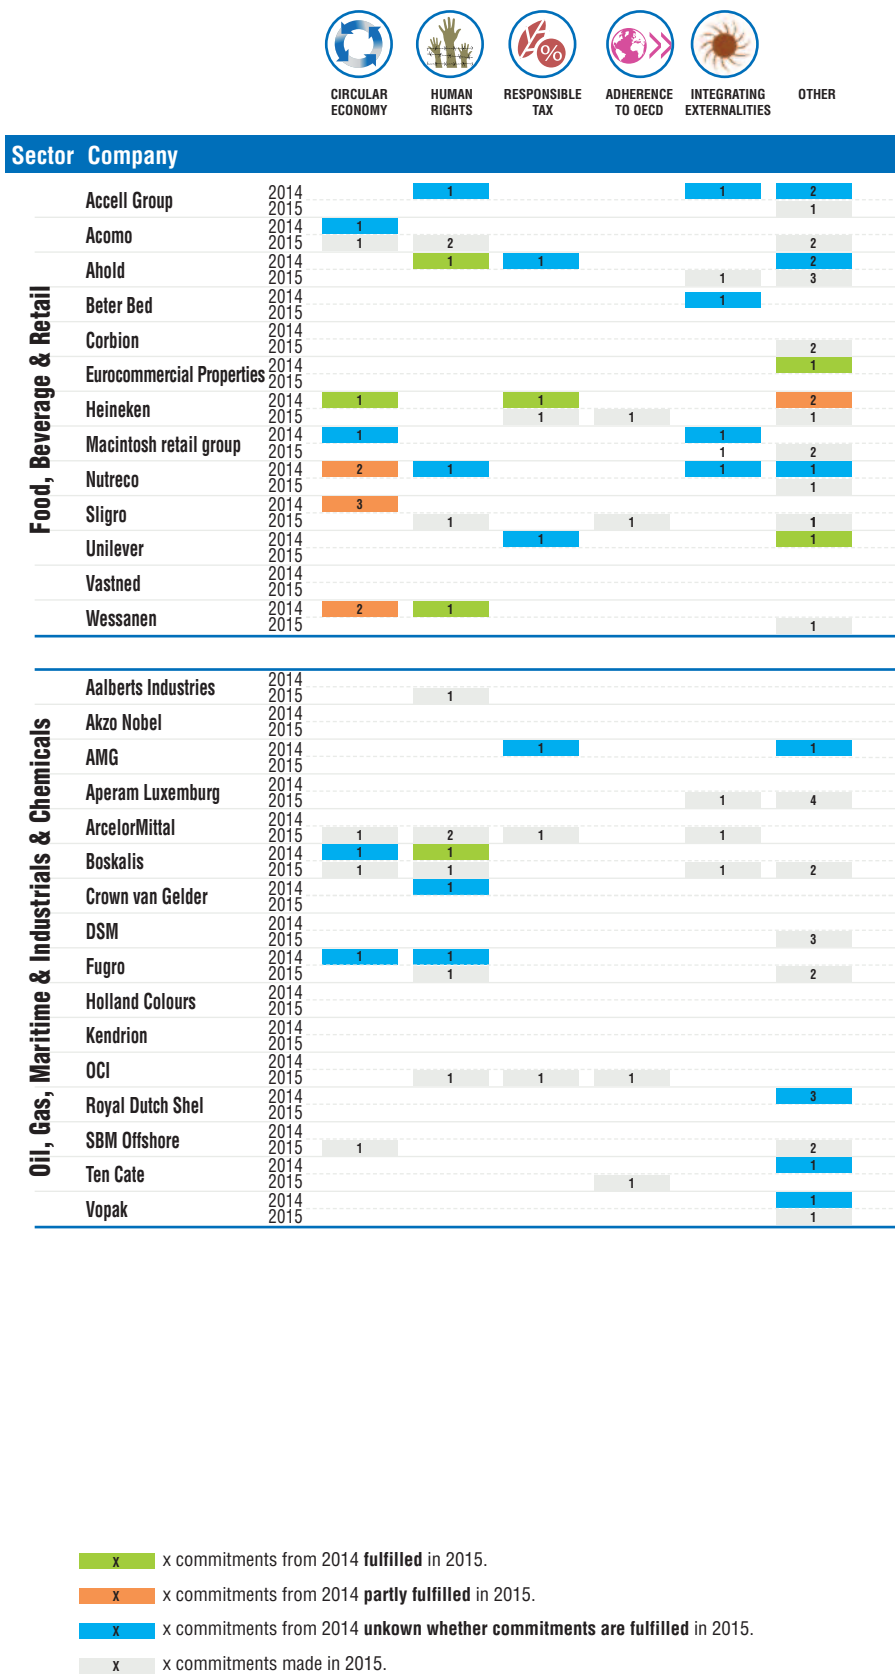 %
CIRCULAR ECONOMY HUMAN RIGHTS RESPONSIBLE TAX ADHERENCE TO OECD INTEGRATING EXTERNALITIES OTHER
Sector Company
Food, Beverage & Retail
Accell Group 2014 1 1 2
2015 1
Acomo 2014 1
2015 1 2 2
Ahold 2014 1 1 2
2015 1 3
Beter Bed 2014 1
2015
Corbion 2014
2015 2
Eurocommercial Properties 2014 1
2015
Heineken 2014 1 1 2
2015 1 1 1
Macintosh retail group 2014 1 1
2015 1 2
Nutreco 2014 2 1 1 1
2015 1
Sligro 2014 3
2015 1 1 1
Unilever 2014 1 1
2015
Vastned 2014
2015
Wessanen 2014 2 1
2015 1
Oil, Gas, Maritime & Industrials & Chemicals
Aalberts Industries 2014
2015 1
Akzo Nobel 2014
2015
AMG 2014 1 1
2015
Aperam Luxemburg 2014
2015 1 4
ArcelorMittal 2014
2015 1 2 1 1
Boskalis 2014 1 1
2015 1 1 1 2
Crown van Gelder 2014 1
2015
DSM 2014
2015 3
Fugro 2014 1 1
2015 1 2
Holland Colours 2014
2015
Kendrion 2014
2015
OCI 2014
2015 1 1 1
Royal Dutch Shel 2014 3
2015
SBM Offshore 2014
2015 1 2
Ten Cate 2014 1
2015 1
Vopak 2014 1
2015 1
X x commitments from 2014 fulfilled in 2015.
X x commitments from 2014 partly fulfilled in 2015.
X x commitments from 2014 unkown whether commitments are fulfilled in 2015.
X x commitments made in 2015.